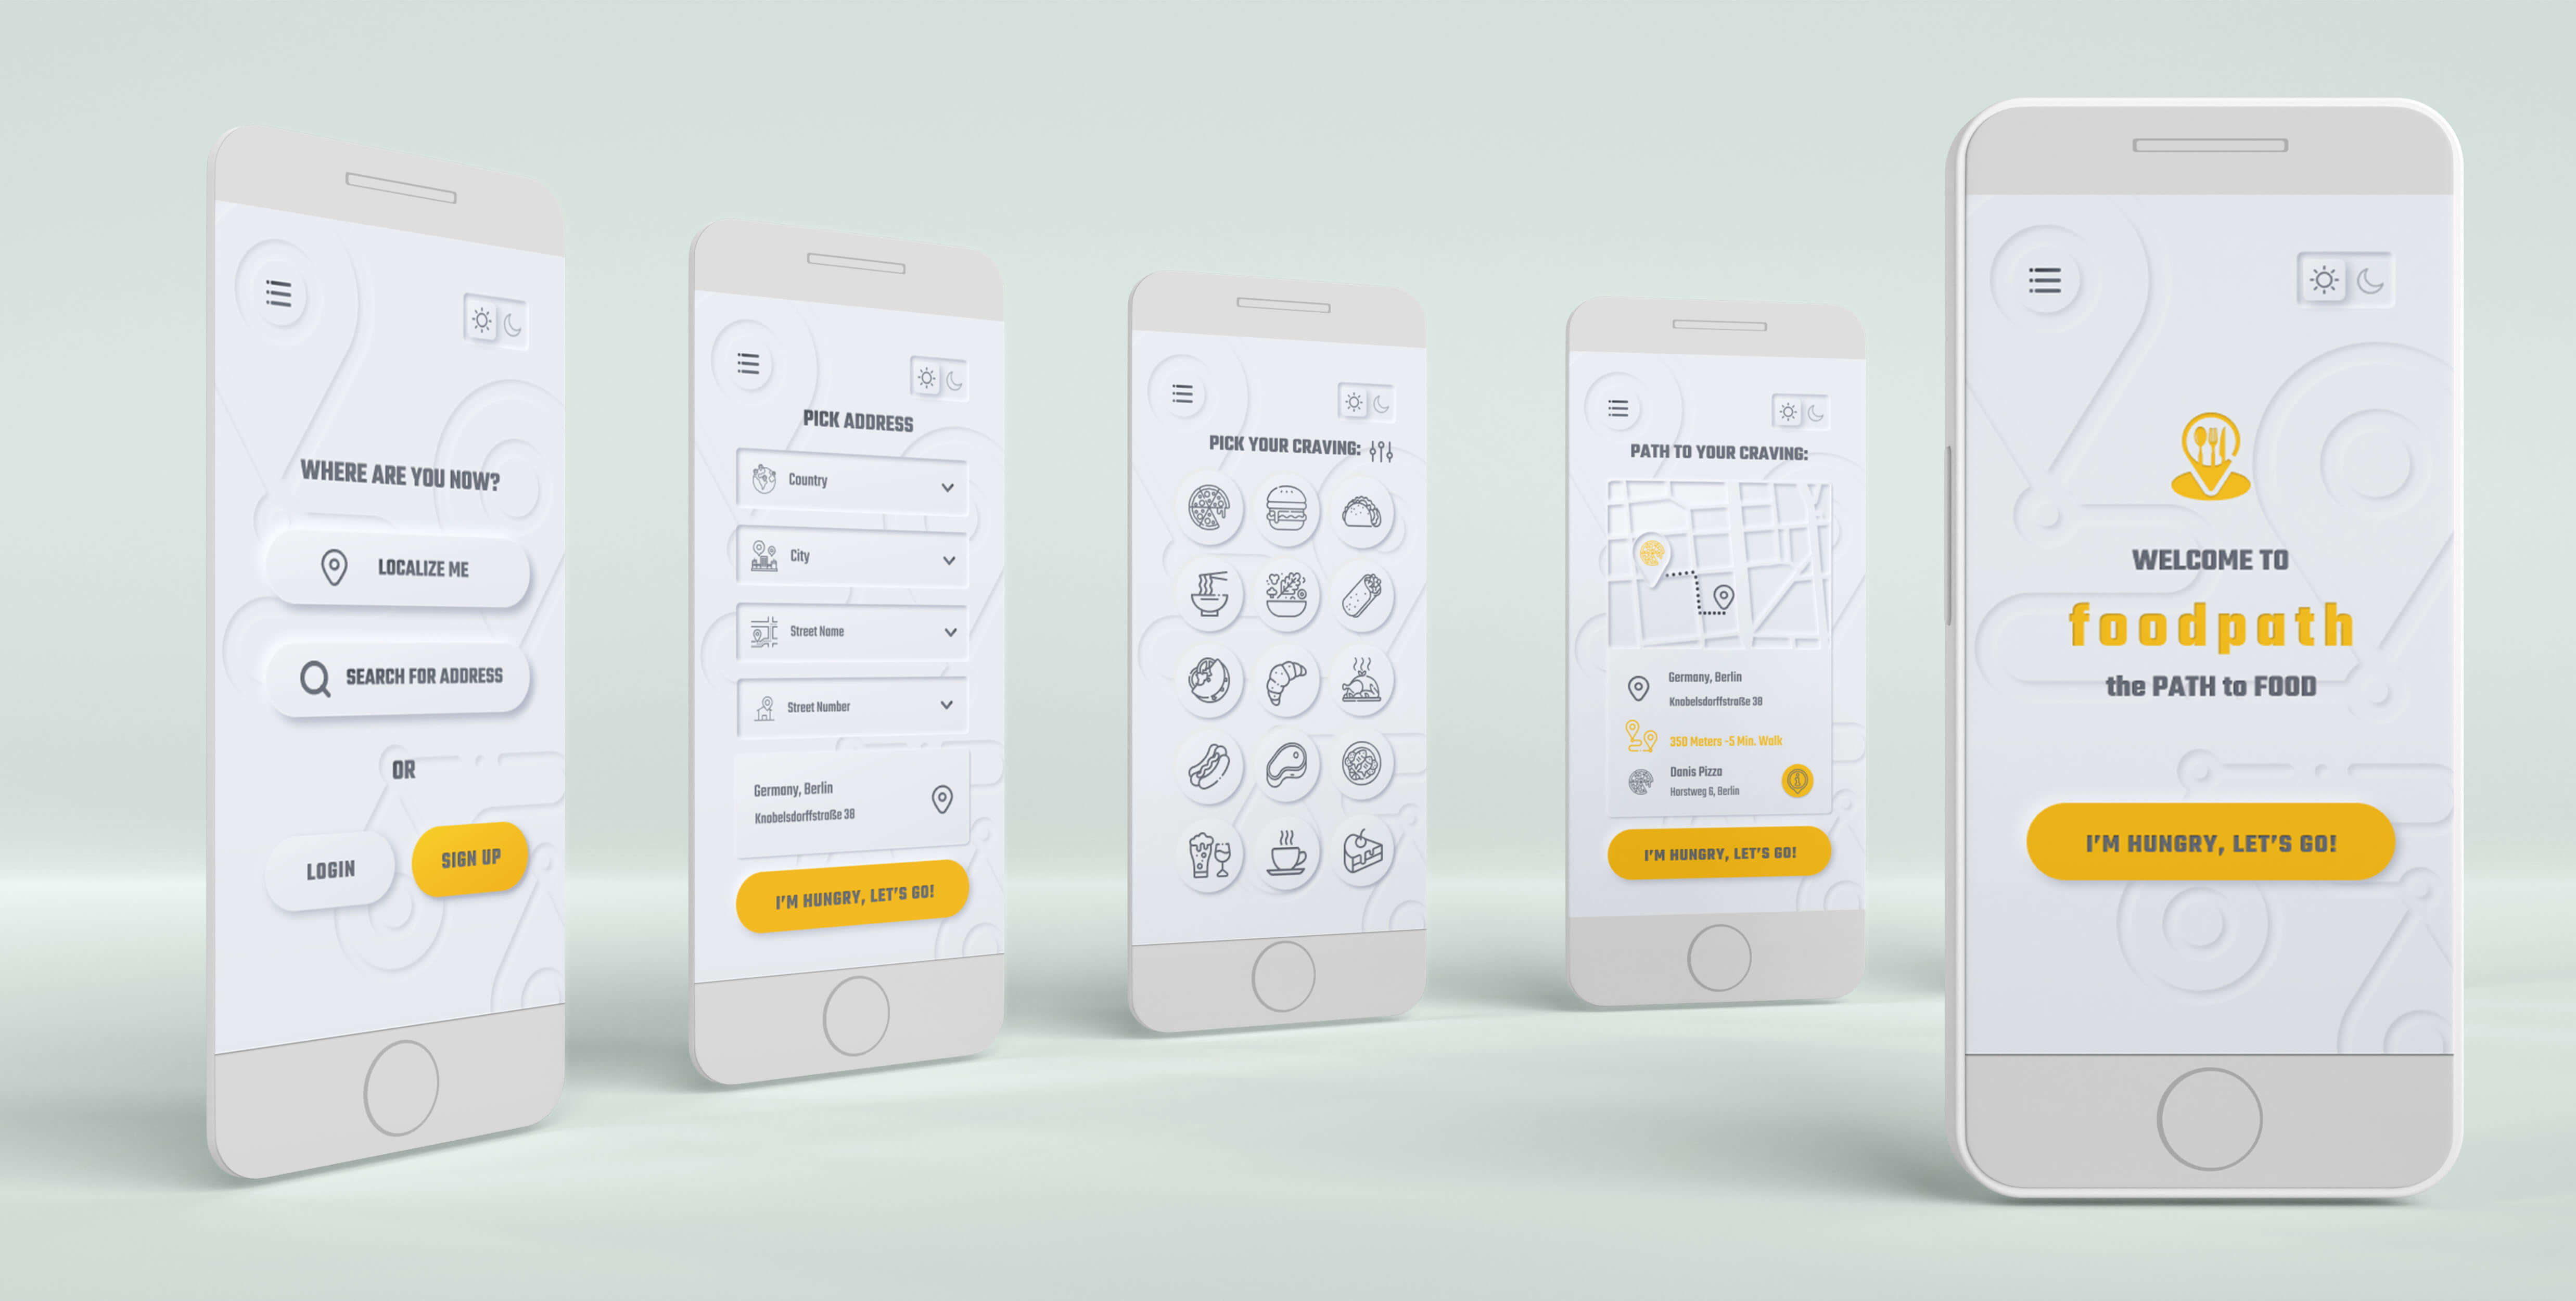 WHERE ARE YOU NOW?
LOCALIZE ME
SEARCH FOR ADDRESS
OR
LOGIN
SIGN UP
PICK ADDRESS
Country
City
Street Name
Street Number
Germany, Berlin
Knobelsdorffstraße 38
I'M HUNGRY, LET'S GO!
PICK YOUR CRAVING:
PATH TO YOUR CRAVING:
Germany, Berlin
Knobelsdorffstraße 38
350 Meters -5 Min. Walk
Danis Pizza
Horstweg 6, Berlin
I'M HUNGRY, LET'S GO!
WELCOME TO
foodpath
the PATH to FOOD
I'M HUNGRY, LET'S GO!